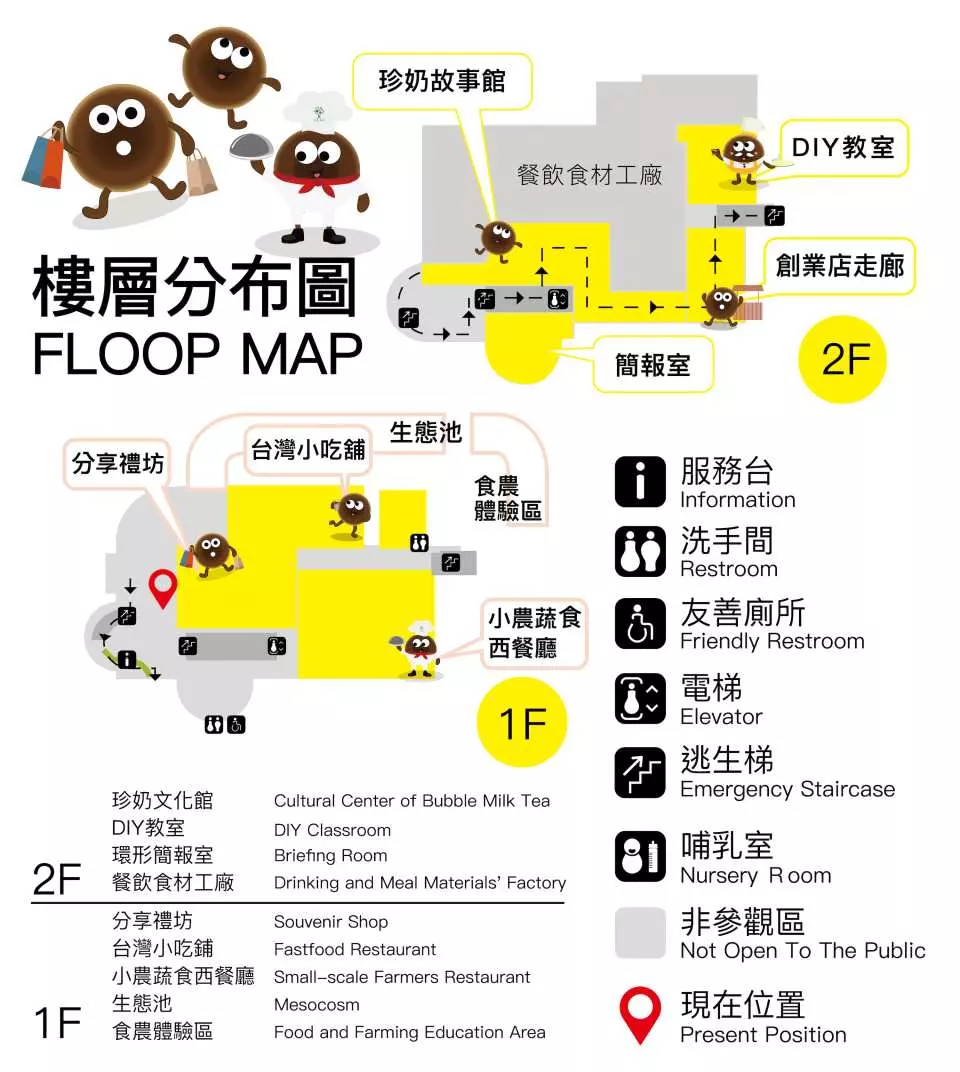 樓層分布圖
FLOOP MAP
珍奶故事館
餐飲食材工廠
DIY教室
創業店走廊
簡報室
2F
生態池
台灣小吃舖
分享禮坊
食農
體驗區
小農蔬食
西餐廳
1F
服務台
Information
洗手間
Restroom
友善廁所
Friendly Restroom
電梯
Elevator
逃生梯
Emergency Staircase
哺乳室
Nursery Room
非參觀區
Not Open To The Public
現在位置
Present Position
2F
珍奶文化館 Cultural Center of Bubble Milk Tea
DIY教室 DIY Classroom
環形簡報室 Briefing Room
餐飲食材工廠 Drinking and Meal Materials' Factory
1F
分享禮坊 Souvenir Shop
台灣小吃鋪 Fastfood Restaurant
小農蔬食西餐廳 Small-scale Farmers Restaurant
生態池 Mesocosm
食農體驗區 Food and Farming Education Area